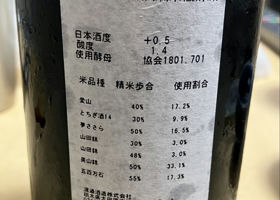 日本酒度 +0.5
酸度 1.4
使用酵母 協会1801.701
米品種 精米歩合 使用割合
愛山 40% 17.2%
とちぎ酒14 30% 9.9%
夢ささら 50% 16.5%
山田錦 30% 3.0%
山田錦 48% 3.0%
美山錦 50% 33.1%
五百万石 55% 17.3%